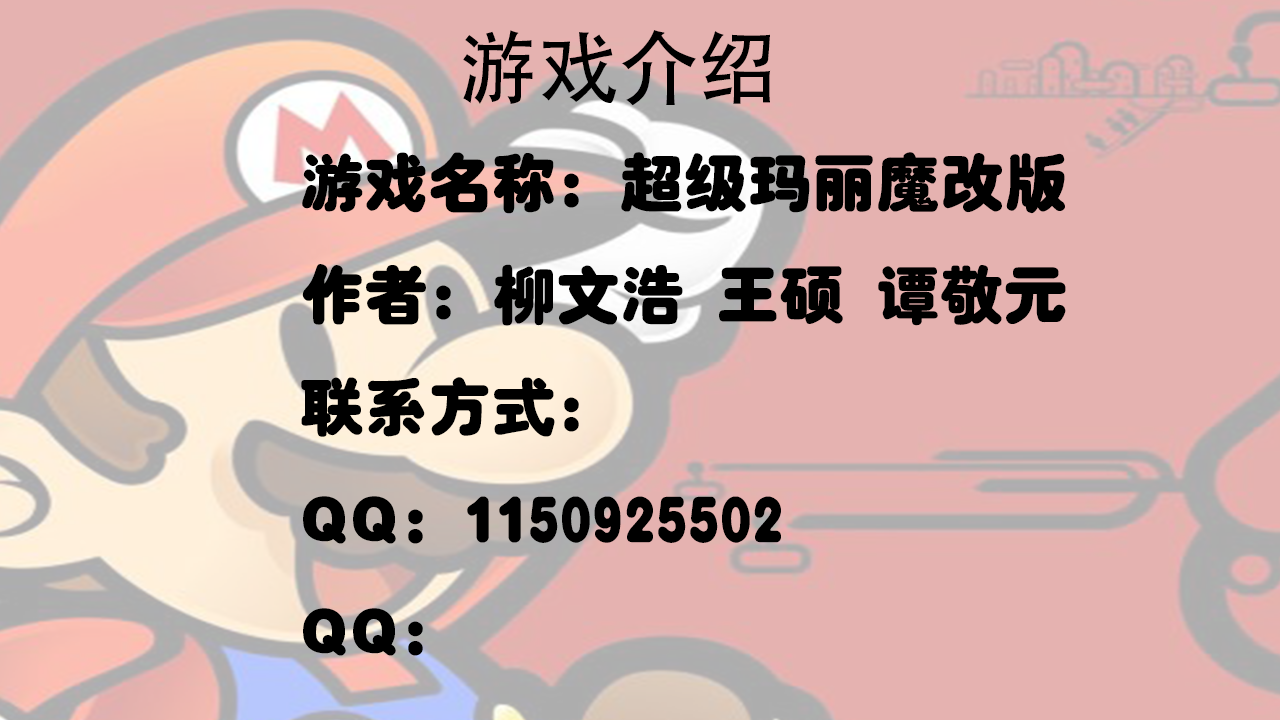 游戏介绍
游戏名称：超级玛丽魔改版
作者：柳文浩 王硕 谭敬元
联系方式：
QQ：1150925502
QQ：
M